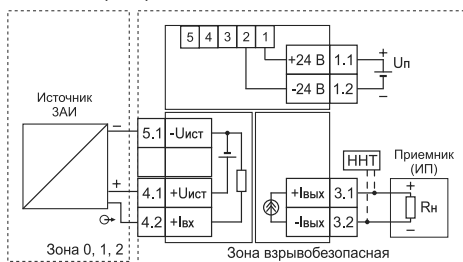 5 4 3 2 1
+24 В 1.1
-24 В 1.2
+
Uп
−
Источник
ЗАИ
−
5.1 -Uист
+
4.1 +Uист
4.2 +Iвх
ННТ
Приемник
(ИП)
+Iвых 3.1
-Iвых 3.2
+
Rн
−
Зона 0, 1, 2
Зона взрывобезопасная